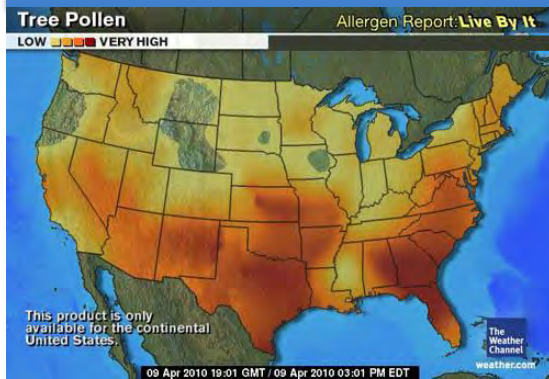 Tree Pollen
Allergen Report: Live By It
LOW VERY HIGH
This product is only
available for the continental
United States.
The
Weather
Channel
weather.com
09 Apr 2010 19:01 GMT / 09 Apr 2010 03:01 PM EDT